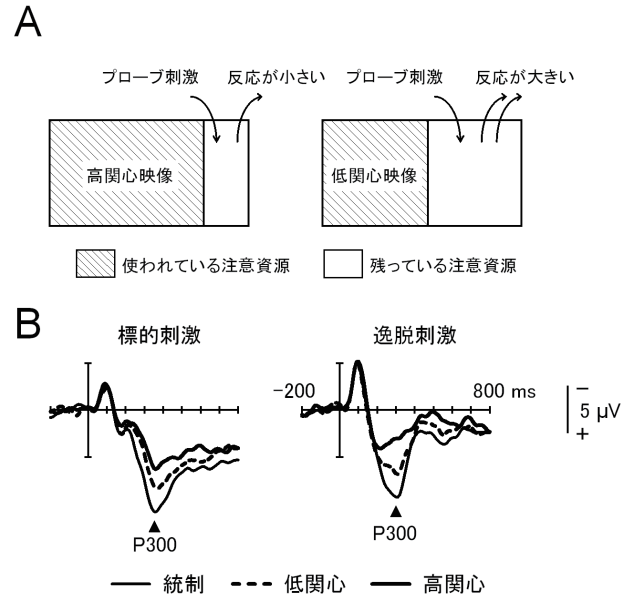 A
プローブ刺激 反応が小さい プローブ刺激 反応が大きい
高関心映像 低関心映像
使われている注意資源 残っている注意資源
B
標的刺激 逸脱刺激
−200 800 ms
−
5 μV
+
P300 P300
統制 低関心 高関心